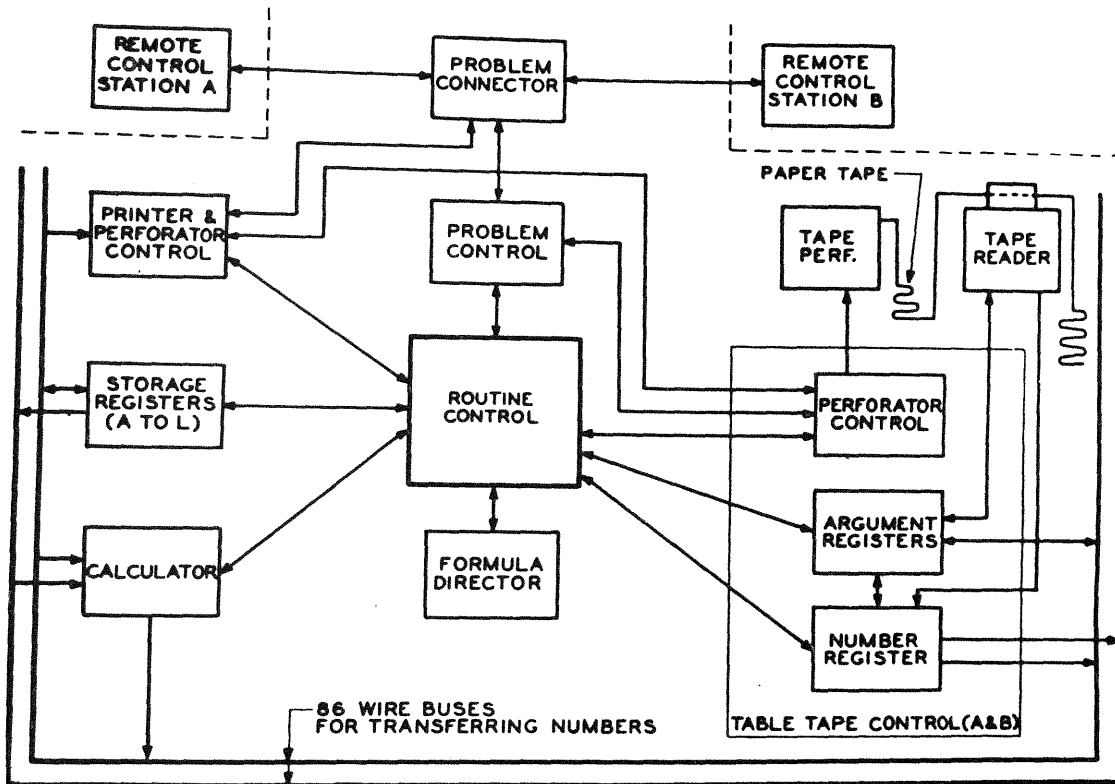 REMOTE
CONTROL
STATION A
PROBLEM
CONNECTOR
REMOTE
CONTROL
STATION B
PAPER TAPE
PRINTER &
PERFORATOR
CONTROL
PROBLEM
CONTROL
TAPE
PERF.
TAPE
READER
STORAGE
REGISTERS
(A TO L)
ROUTINE
CONTROL
PERFORATOR
CONTROL
CALCULATOR
FORMULA
DIRECTOR
ARGUMENT
REGISTERS
NUMBER
REGISTER
86 WIRE BUSES
FOR TRANSFERRING NUMBERS
TABLE TAPE CONTROL(A&B)